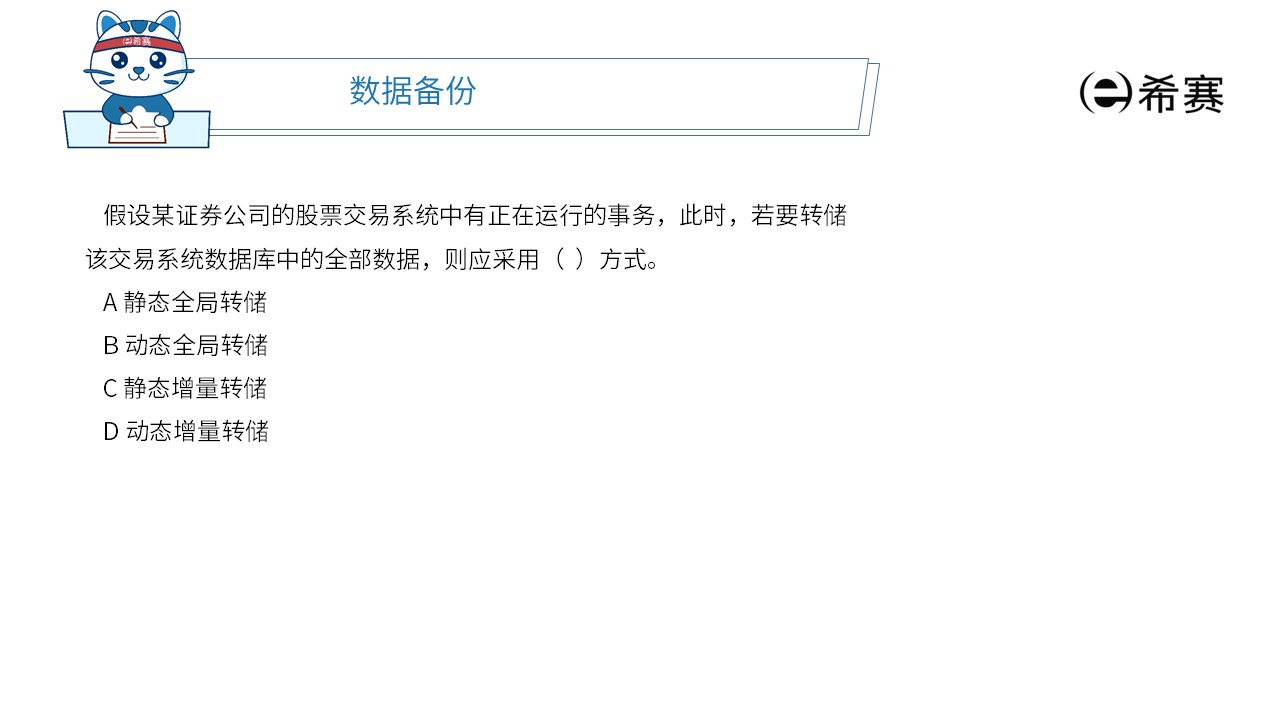 希赛
数据备份
希赛
假设某证券公司的股票交易系统中有正在运行的事务，此时，若要转储
该交易系统数据库中的全部数据，则应采用（ ）方式。
A 静态全局转储
B 动态全局转储
C 静态增量转储
D 动态增量转储